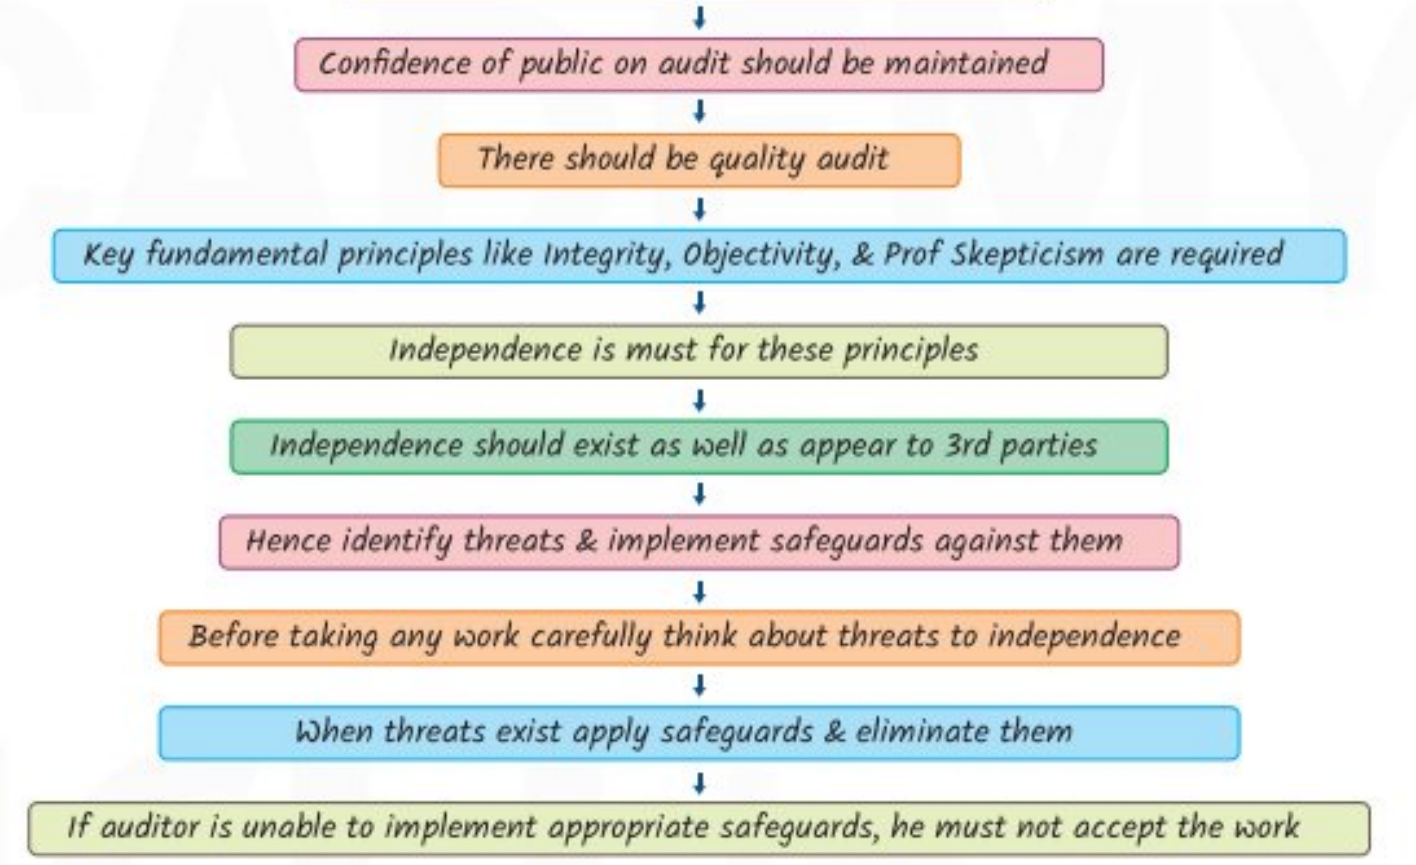 Confidence of public on audit should be maintained
There should be quality audit
Key fundamental principles like Integrity, Objectivity, & Prof Skepticism are required
Independence is must for these principles
Independence should exist as well as appear to 3rd parties
Hence identify threats & implement safeguards against them
Before taking any work carefully think about threats to independence
When threats exist apply safeguards & eliminate them
If auditor is unable to implement appropriate safeguards, he must not accept the work